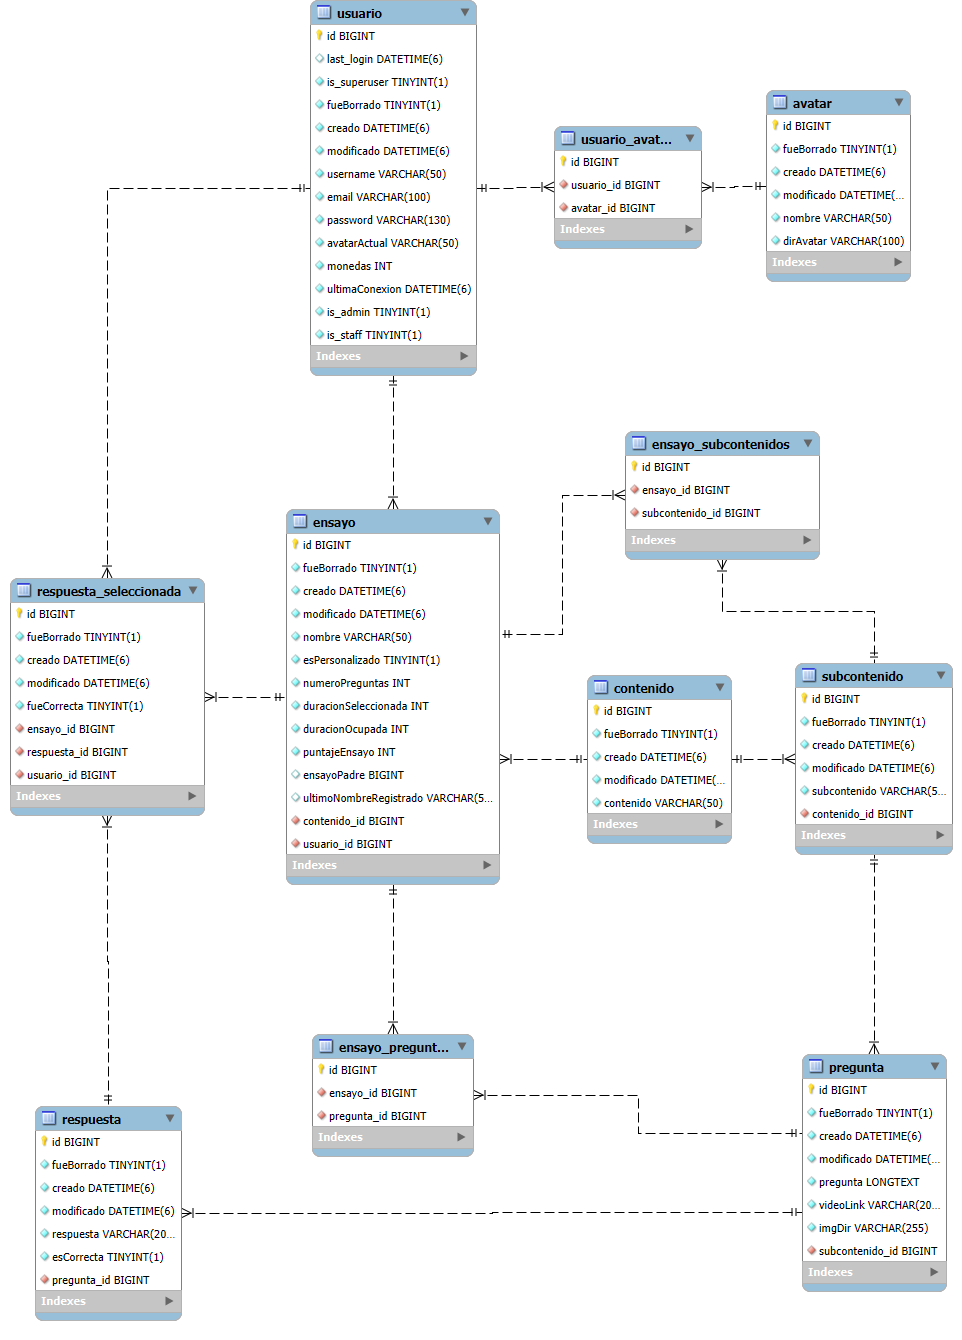 usuario
id BIGINT
last_login DATETIME(6)
is_superuser TINYINT(1)
fueBorrado TINYINT(1)
creado DATETIME(6)
modificado DATETIME(6)
username VARCHAR(50)
email VARCHAR(100)
password VARCHAR(130)
avatarActual VARCHAR(50)
monedas INT
ultimaConexion DATETIME(6)
is_admin TINYINT(1)
is_staff TINYINT(1)
Indexes
usuario_avat...
id BIGINT
usuario_id BIGINT
avatar_id BIGINT
Indexes
avatar
id BIGINT
fueBorrado TINYINT(1)
creado DATETIME(6)
modificado DATETIME(...
nombre VARCHAR(50)
dirAvatar VARCHAR(100)
Indexes
ensayo_subcontenidos
id BIGINT
ensayo_id BIGINT
subcontenido_id BIGINT
Indexes
ensayo
id BIGINT
fueBorrado TINYINT(1)
creado DATETIME(6)
modificado DATETIME(6)
nombre VARCHAR(50)
esPersonalizado TINYINT(1)
numeroPreguntas INT
duracionSeleccionada INT
duracionOcupada INT
puntajeEnsayo INT
ensayoPadre BIGINT
ultimoNombreRegistrado VARCHAR(5...
contenido_id BIGINT
usuario_id BIGINT
Indexes
respuesta_seleccionada
id BIGINT
fueBorrado TINYINT(1)
creado DATETIME(6)
modificado DATETIME(6)
fueCorrecta TINYINT(1)
ensayo_id BIGINT
respuesta_id BIGINT
usuario_id BIGINT
Indexes
contenido
id BIGINT
fueBorrado TINYINT(1)
creado DATETIME(6)
modificado DATETIME(...
contenido VARCHAR(50)
Indexes
subcontenido
id BIGINT
fueBorrado TINYINT(1)
creado DATETIME(6)
modificado DATETIME(6)
subcontenido VARCHAR(5...
contenido_id BIGINT
Indexes
ensayo_pregunt...
id BIGINT
ensayo_id BIGINT
pregunta_id BIGINT
Indexes
pregunta
id BIGINT
fueBorrado TINYINT(1)
creado DATETIME(6)
modificado DATETIME(...
pregunta LONGTEXT
videoLink VARCHAR(20...
imgDir VARCHAR(255)
subcontenido_id BIGINT
Indexes
respuesta
id BIGINT
fueBorrado TINYINT(1)
creado DATETIME(6)
modificado DATETIME(6)
respuesta VARCHAR(20...
esCorrecta TINYINT(1)
pregunta_id BIGINT
Indexes